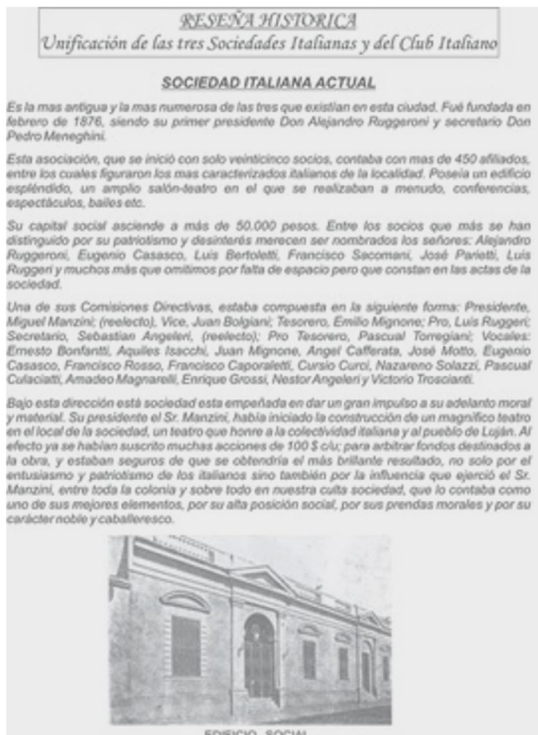 RESEÑA HISTORICA
Unificación de las tres Sociedades Italianas y del Club Italiano
SOCIEDAD ITALIANA ACTUAL
Es la mas antigua y la mas numerosa de las tres que existían en esta ciudad. Fué fundada en
febrero de 1876, siendo su primer presidente Don Alejandro Ruggeroni y secretario Don
Pedro Meneghini.
Esta asociación, que se inició con solo veinticinco socios, contaba con mas de 450 afiliados,
entre los cuales figuraron los mas caracterizados italianos de la localidad. Poseía un edificio
espléndido, un amplio salón-teatro en el que se realizaban a menudo, conferencias,
espectáculos, bailes etc.
Su capital social asciende a más de 50.000 pesos. Entre los socios que más se han
distinguido por su patriotismo y desinterés merecen ser nombrados los señores: Alejandro
Ruggeroni, Eugenio Casasco, Luis Bertoletti, Francisco Sacomani, José Parietti, Luis
Ruggeri y muchos más que omitimos por falta de espacio pero que constan en las actas de la
sociedad.
Una de sus Comisiones Directivas, estaba compuesta en la siguiente forma: Presidente,
Miguel Manzini; (reelecto), Vice, Juan Bolgiani; Tesorero, Emilio Mignone; Pro, Luis Ruggeri;
Secretario, Sebastian Angeleri, (reelecto); Pro Tesorero, Pascual Torregiani; Vocales:
Ernesto Bonfantti, Aquiles Isacchi, Juan Mignone, Angel Cafferata, José Motto, Eugenio
Casasco, Francisco Rosso, Francisco Caporaletti, Cursio Curci, Nazareno Solazzi, Pascual
Culaciatti, Amadeo Magnarelli, Enrique Grossi, Nestor Angeleri y Victorio Troscianti.
Bajo esta dirección está sociedad esta empeñada en dar un gran impulso a su adelanto moral
y material. Su presidente el Sr. Manzini, había iniciado la construcción de un magnífico teatro
en el local de la sociedad, un teatro que honre a la colectividad italiana y al pueblo de Luján. Al
efecto ya se habían suscrito muchas acciones de 100 $ c/u; para arbitrar fondos destinados a
la obra, y estaban seguros de que se obtendría el más brillante resultado, no solo por el
entusiasmo y patriotismo de los italianos sino también por la influencia que ejerció el Sr.
Manzini, entre toda la colonia y sobre todo en nuestra culta sociedad, que lo contaba como
uno de sus mejores elementos, por su alta posición social, por sus prendas morales y por su
carácter noble y caballeresco.
EDIFICIO SOCIAL